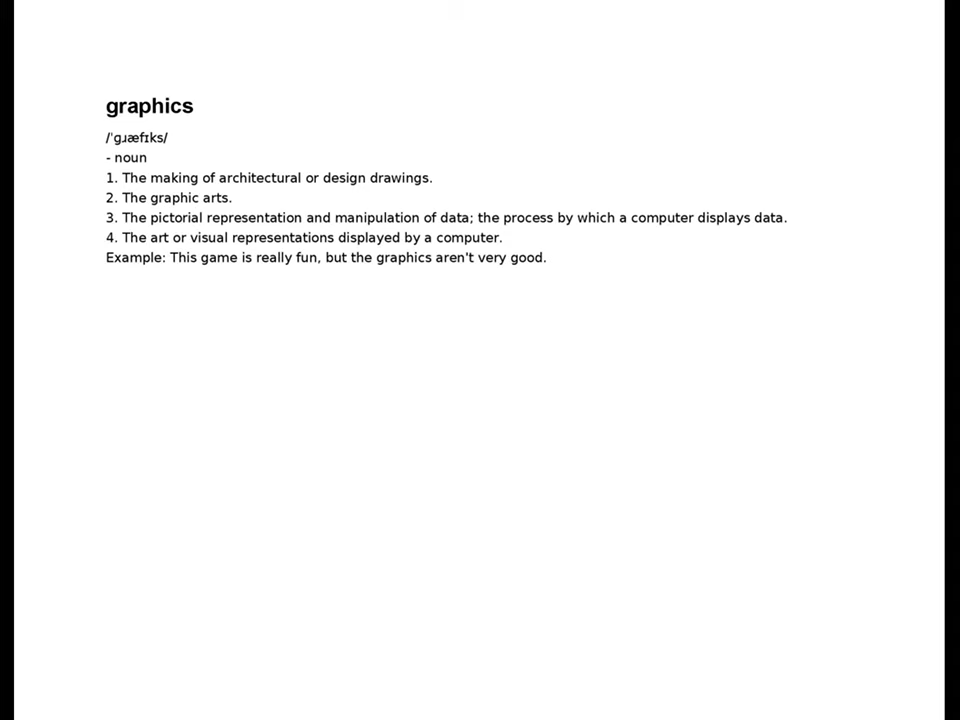 graphics
/ˈɡɹæfɪks/
- noun
1. The making of architectural or design drawings.
2. The graphic arts.
3. The pictorial representation and manipulation of data; the process by which a computer displays data.
4. The art or visual representations displayed by a computer.
Example: This game is really fun, but the graphics aren't very good.